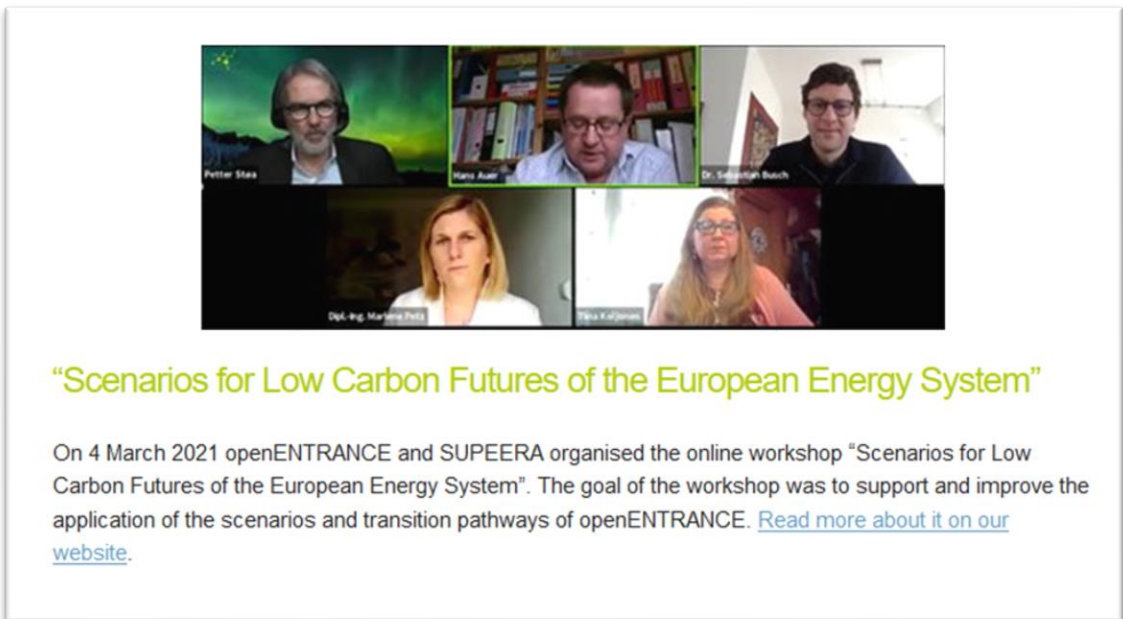 Petter Støa
Hans Auer
Dr. Sebastian Busch
Dipl.-Ing. Marlene Petz
Tiina Koljonen
“Scenarios for Low Carbon Futures of the European Energy System”
On 4 March 2021 openENTRANCE and SUPEERA organised the online workshop “Scenarios for Low
Carbon Futures of the European Energy System”. The goal of the workshop was to support and improve the
application of the scenarios and transition pathways of openENTRANCE. Read more about it on our
website.